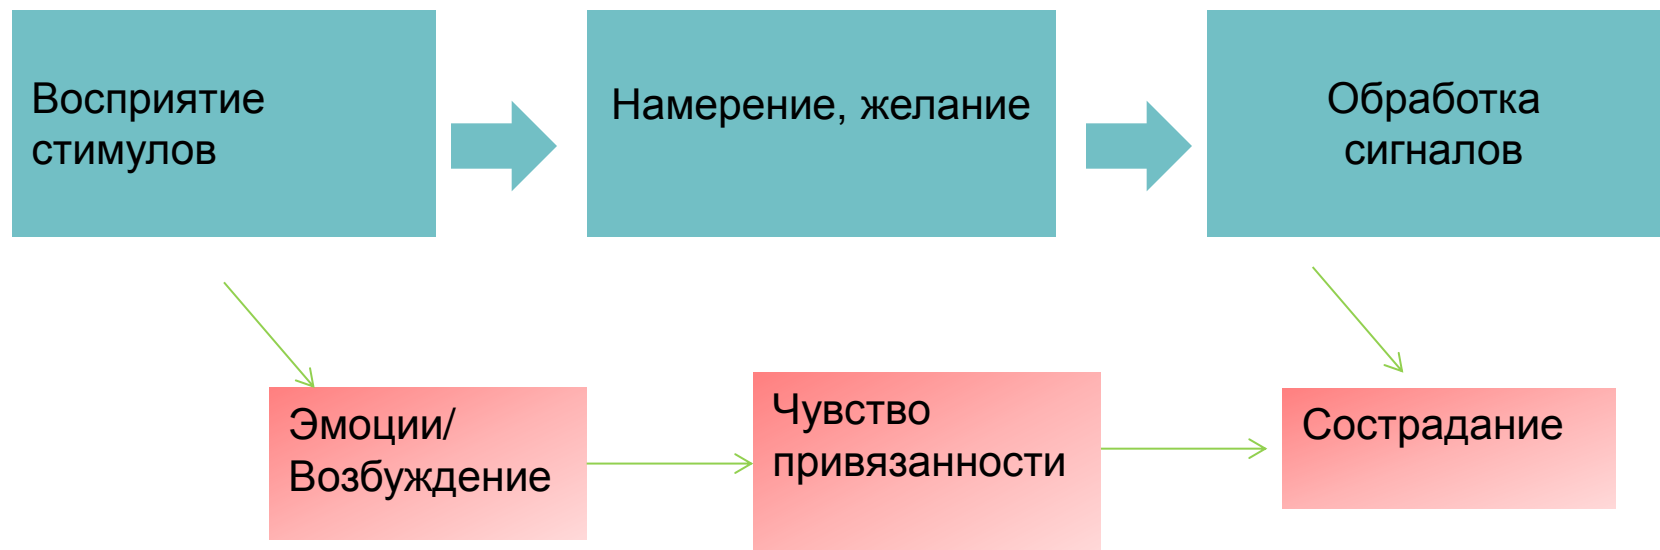 Восприятие
стимулов
Намерение, желание
Обработка
сигналов
Эмоции/
Возбуждение
Чувство
привязанности
Сострадание